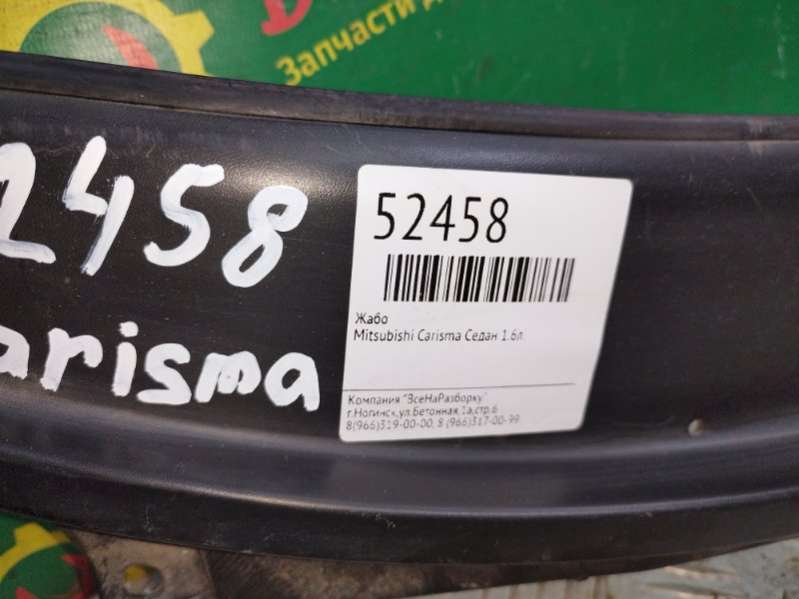 Запчасти д
2458
arisma
52458
Жабо
Mitsubishi Carisma Седан 1.6л
Компания "ВсеНаРазборку"
г.Ногинск,ул.Бетонная,1а,стр.6
8(966)319-00-00, 8 (966)317-00-99